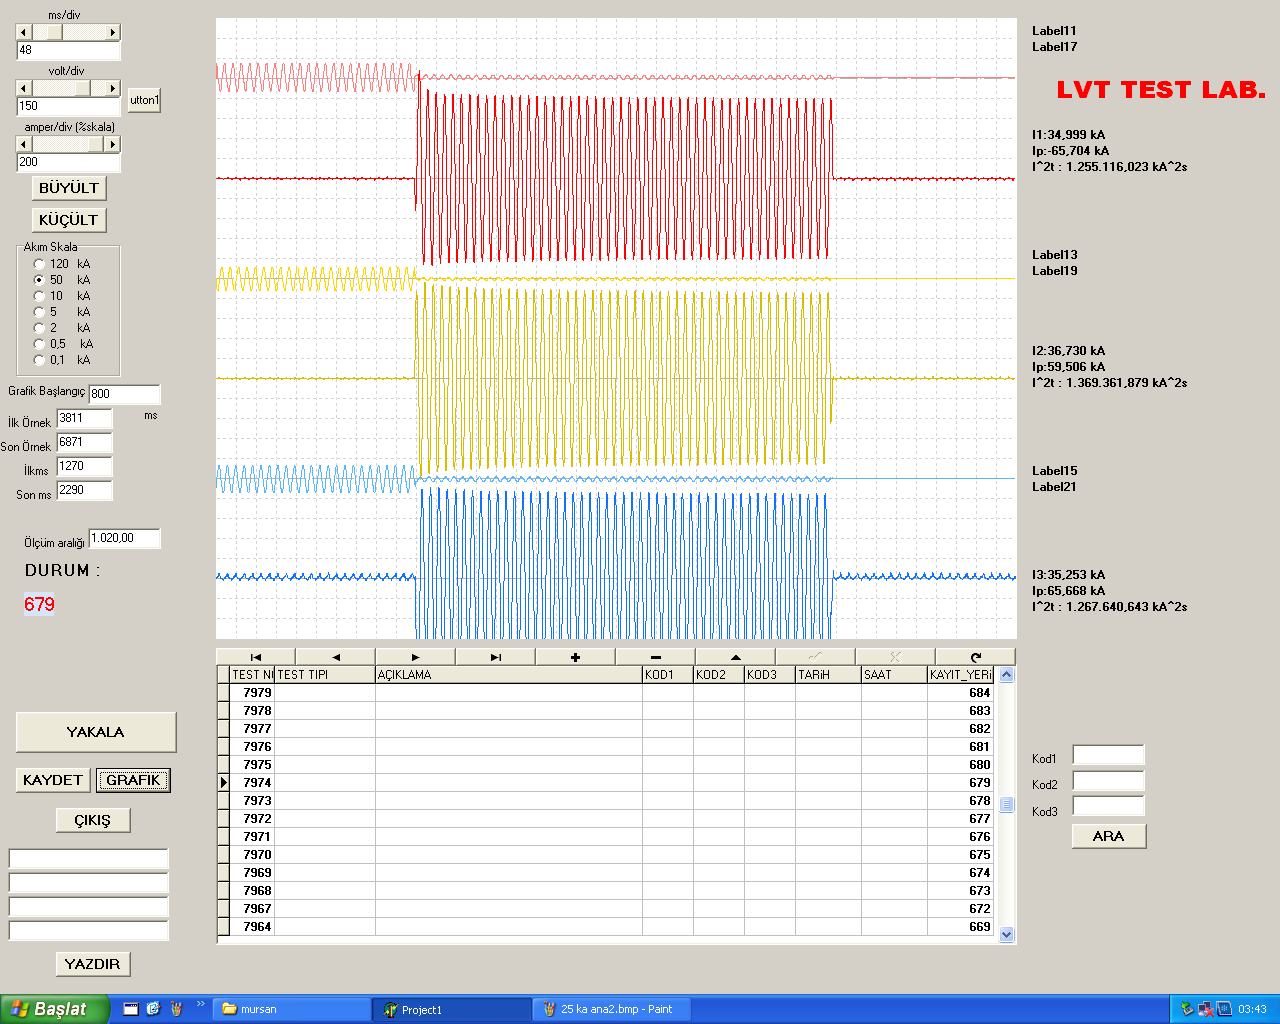 ms/div
48
volt/div
150
utton1
amper/div (%skala)
200
BÜYÜLT
KÜÇÜLT
Akım Skala
120 kA
50 kA
10 kA
5 kA
2 kA
0,5 kA
0,1 kA
Grafik Başlangıç 800
ms
İlk Örnek 3811
Son Örnek 6871
İlkms 1270
Son ms 2290
Ölçüm aralığı 1.020,00
DURUM :
679
YAKALA
KAYDET GRAFIK
ÇIKIŞ
YAZDIR
Label11
Label17
LVT TEST LAB.
I1:34,999 kA
Ip:-65,704 kA
I^2t : 1.255.116,023 kA^2s
Label13
Label19
I2:36,730 kA
Ip:59,506 kA
I^2t : 1.369.361,879 kA^2s
Label15
Label21
I3:35,253 kA
Ip:65,668 kA
I^2t : 1.267.640,643 kA^2s
TEST N TEST TIPI AÇIKLAMA KOD1 KOD2 KOD3 TARiH SAAT KAYIT_YERi
7979 684
7978 683
7977 682
7976 681
7975 680
7974 679
7973 678
7972 677
7971 676
7970 675
7969 674
7968 673
7967 672
7964 669
Kod1
Kod2
Kod3
ARA
Başlat mursan Project1 25 ka ana2.bmp - Paint 03:43